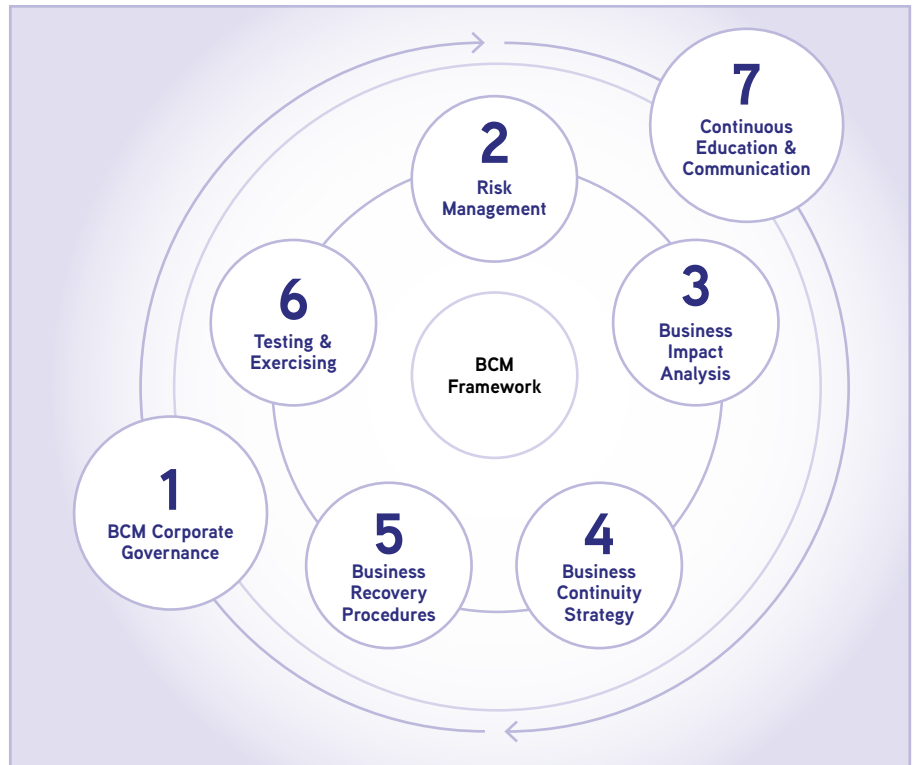 1
BCM Corporate
Governance
2
Risk
Management
3
Business
Impact
Analysis
4
Business
Continuity
Strategy
5
Business
Recovery
Procedures
6
Testing &
Exercising
7
Continuous
Education &
Communication
BCM
Framework